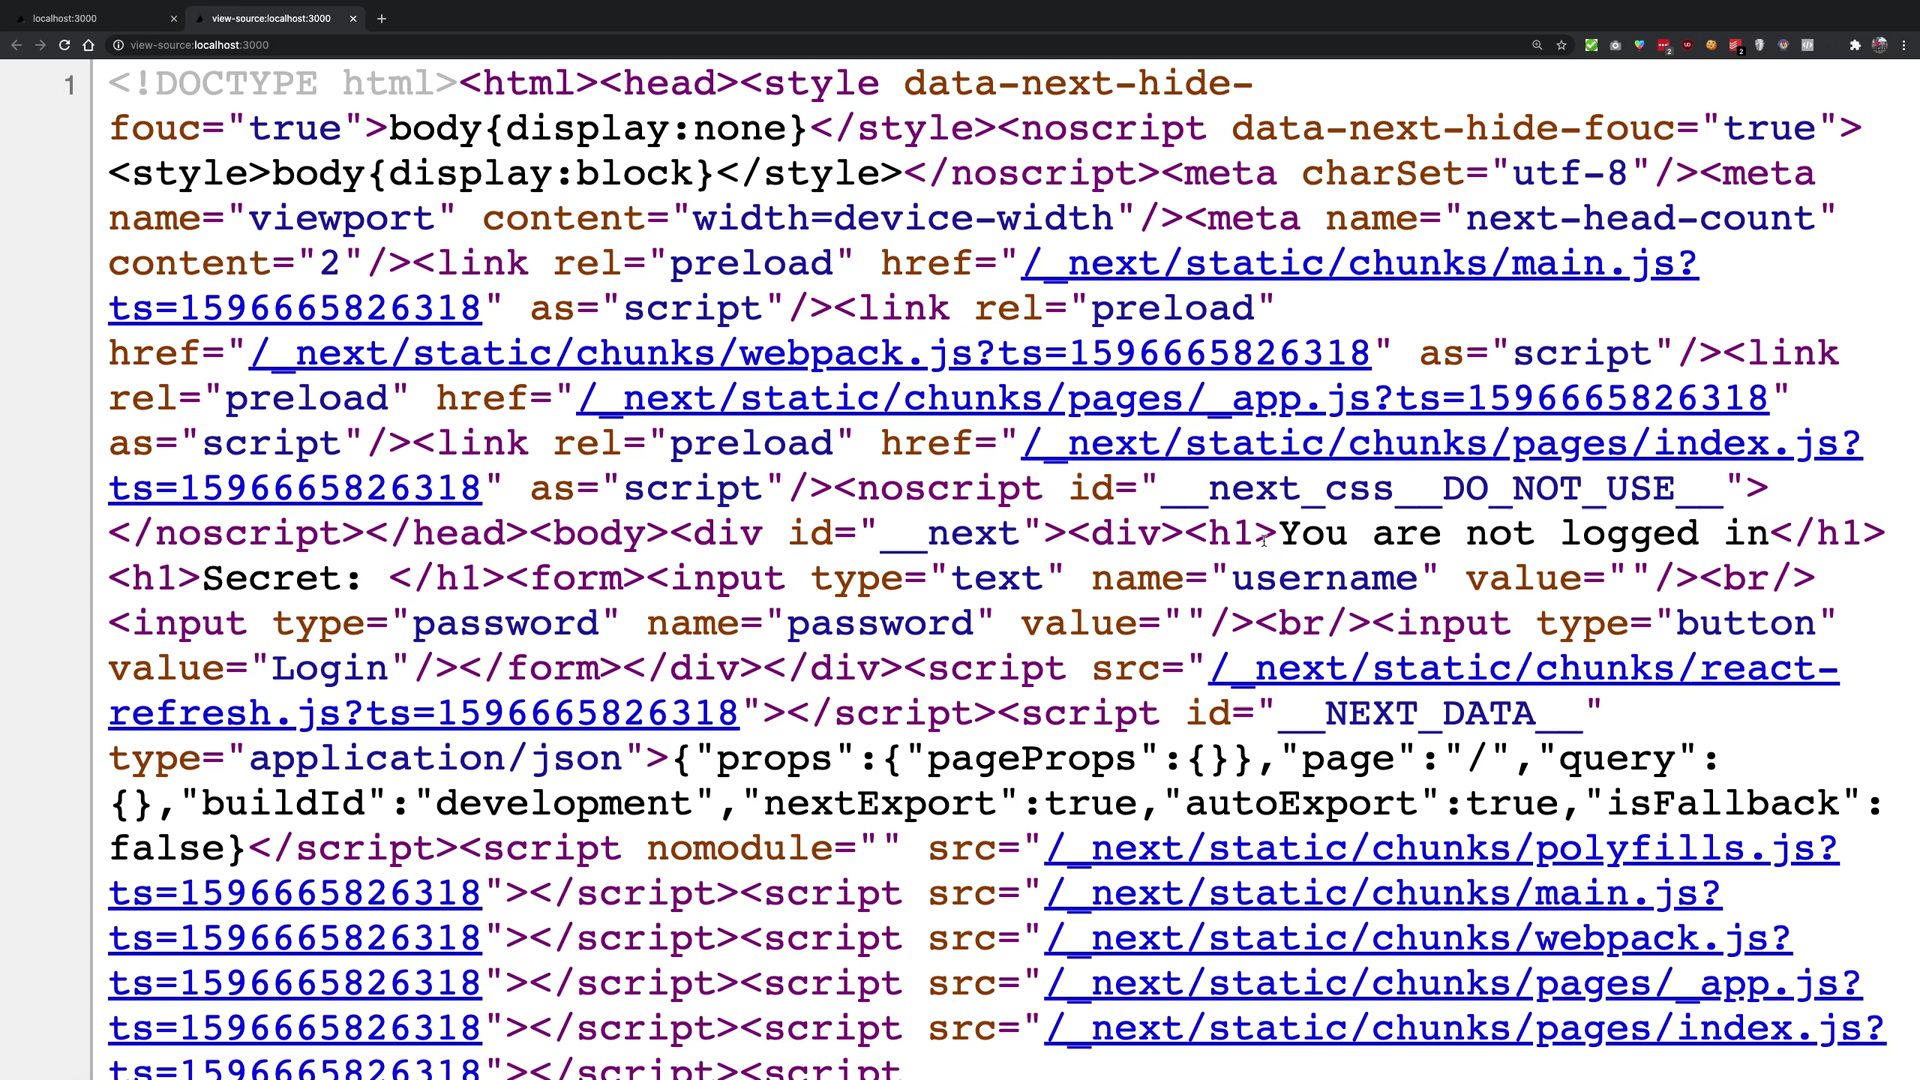 localhost:3000
view-source:localhost:3000
view-source:localhost:3000
2
2
1
<!DOCTYPE html><html><head><style data-next-hide-
fouc="true">body{display:none}</style><noscript data-next-hide-fouc="true">
<style>body{display:block}</style></noscript><meta charSet="utf-8"/><meta
name="viewport" content="width=device-width"/><meta name="next-head-count"
content="2"/><link rel="preload" href="/_next/static/chunks/main.js?
ts=1596665826318" as="script"/><link rel="preload"
href="/_next/static/chunks/webpack.js?ts=1596665826318" as="script"/><link
rel="preload" href="/_next/static/chunks/pages/_app.js?ts=1596665826318"
as="script"/><link rel="preload" href="/_next/static/chunks/pages/index.js?
ts=1596665826318" as="script"/><noscript id="__next_css__DO_NOT_USE__">
</noscript></head><body><div id="__next"><div><h1>You are not logged in</h1>
<h1>Secret: </h1><form><input type="text" name="username" value=""/><br/>
<input type="password" name="password" value=""/><br/><input type="button"
value="Login"/></form></div></div><script src="/_next/static/chunks/react-
refresh.js?ts=1596665826318"></script><script id="__NEXT_DATA__"
type="application/json">{"props":{"pageProps":{}},"page":"/","query":
{},"buildId":"development","nextExport":true,"autoExport":true,"isFallback":
false}</script><script nomodule="" src="/_next/static/chunks/polyfills.js?
ts=1596665826318"></script><script src="/_next/static/chunks/main.js?
ts=1596665826318"></script><script src="/_next/static/chunks/webpack.js?
ts=1596665826318"></script><script src="/_next/static/chunks/pages/_app.js?
ts=1596665826318"></script><script src="/_next/static/chunks/pages/index.js?
ts=1596665826318"></script><script